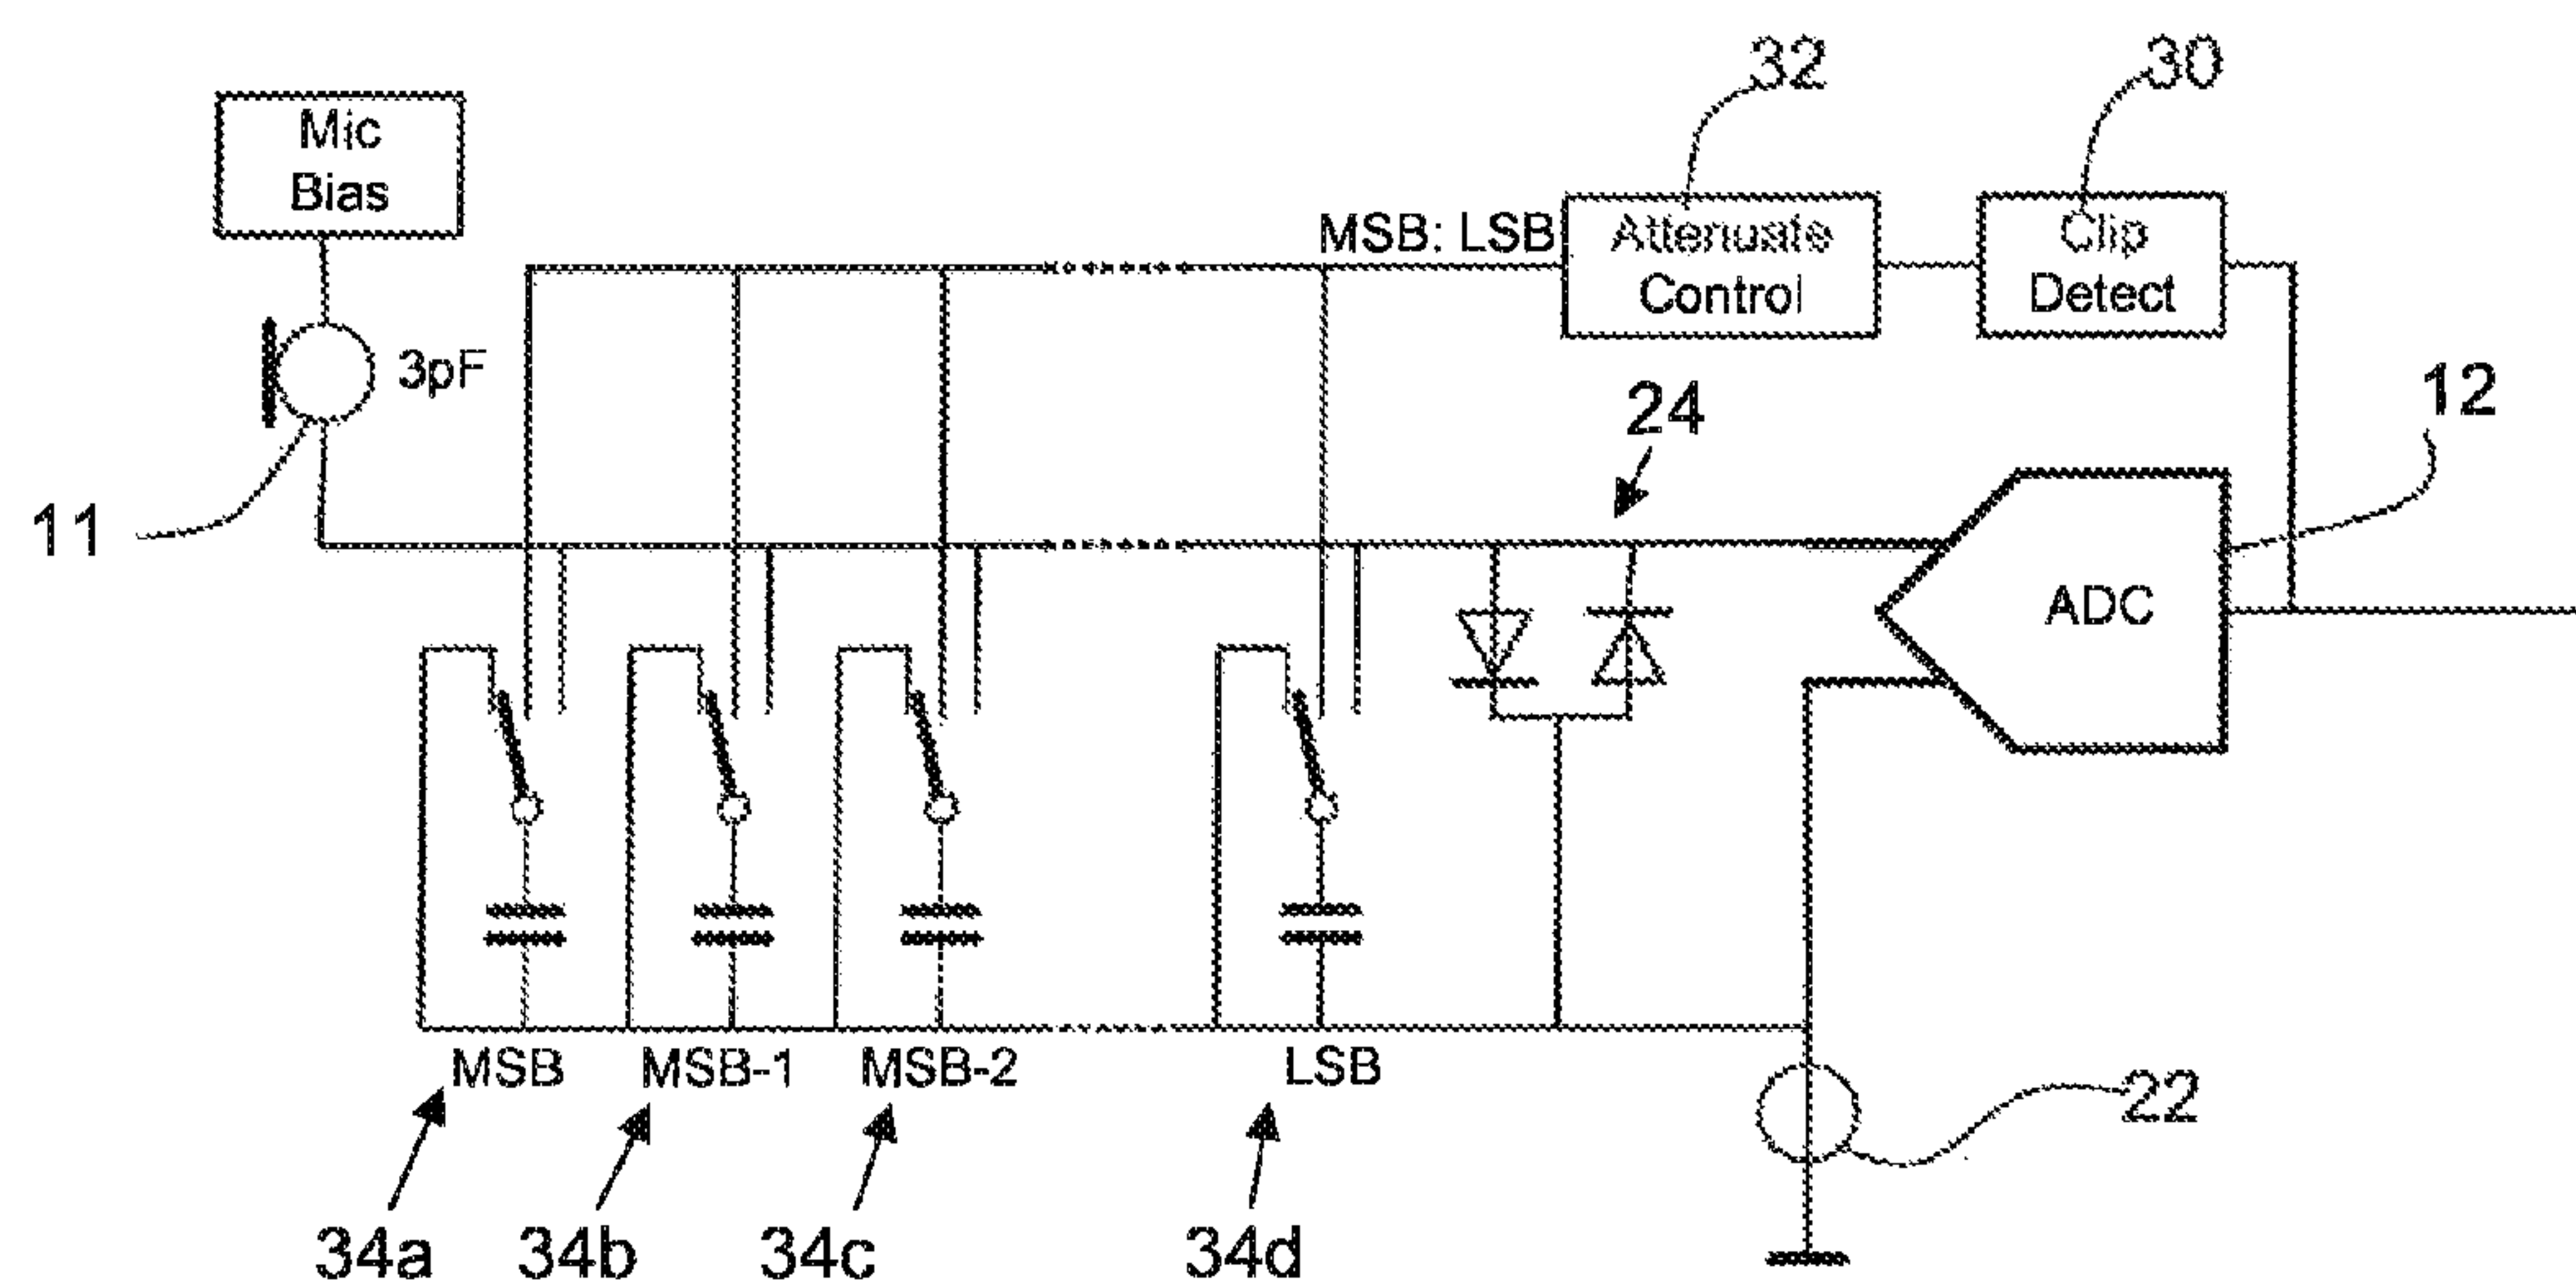 32
30
Mic
Bias
MSB: LSB
Attenuate
Control
Clip
Detect
3pF
24
12
11
ADC
MSB
MSB-1
MSB-2
LSB
22
34a
34b
34c
34d